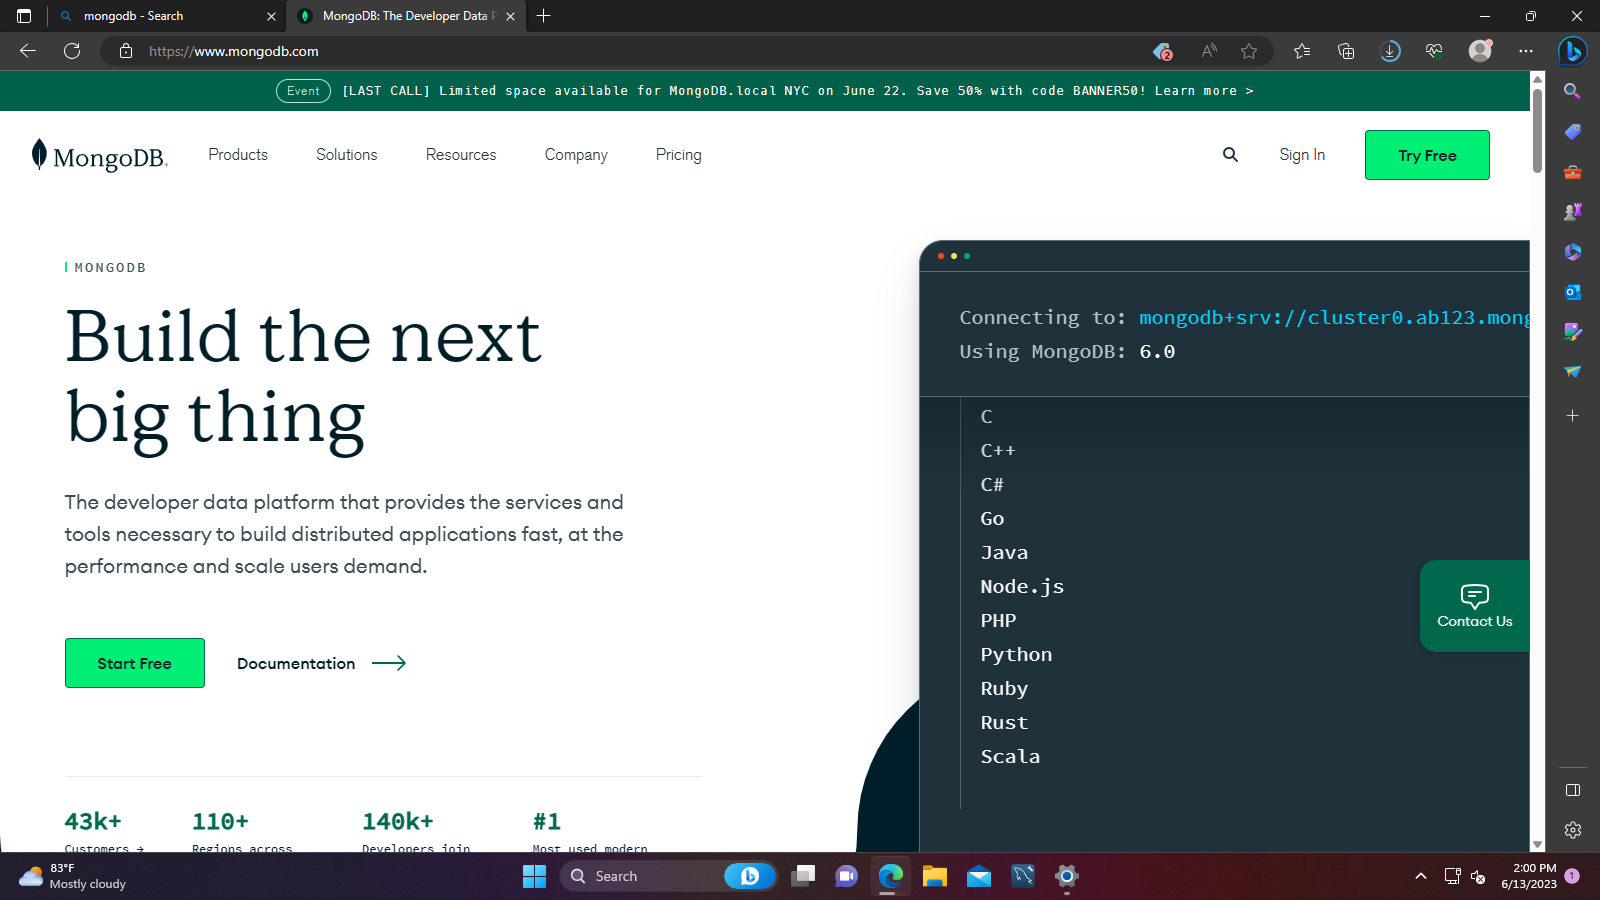 mongodb - Search
MongoDB: The Developer Data P
https://www.mongodb.com
2
Event
[LAST CALL] Limited space available for MongoDB.local NYC on June 22. Save 50% with code BANNER50! Learn more >
MongoDB.
Products
Solutions
Resources
Company
Pricing
Sign In
Try Free
MONGODB
Build the next
big thing
The developer data platform that provides the services and
tools necessary to build distributed applications fast, at the
performance and scale users demand.
Start Free
Documentation
43k+
110+
140k+
#1
Customers →
Regions across
Developers join
Most used modern
Connecting to: mongodb+srv://cluster0.ab123.mong
Using MongoDB: 6.0
C
C++
C#
Go
Java
Node.js
PHP
Python
Ruby
Rust
Scala
Contact Us
83°F
Mostly cloudy
Search
2:00 PM
6/13/2023
1